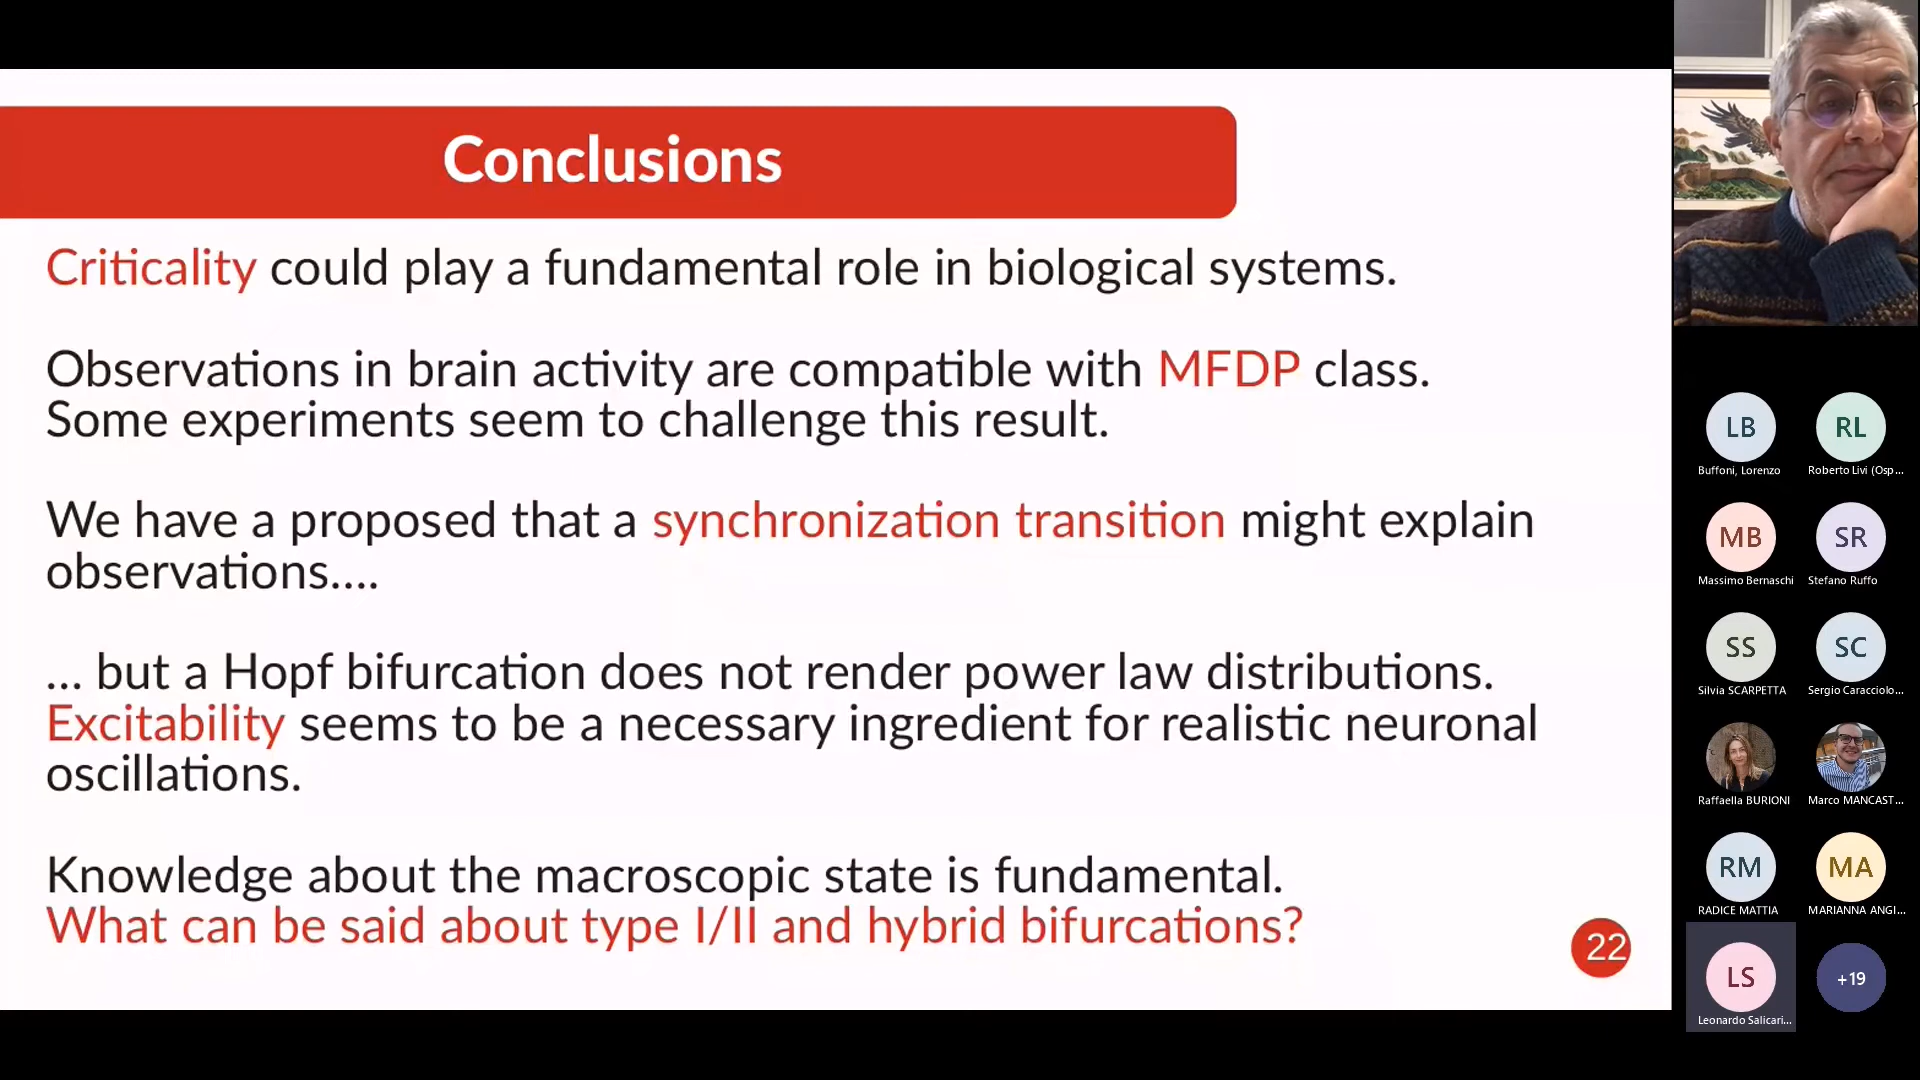 Conclusions
Criticality could play a fundamental role in biological systems.
Observations in brain activity are compatible with MFDP class.
Some experiments seem to challenge this result.
We have a proposed that a synchronization transition might explain
observations....
... but a Hopf bifurcation does not render power law distributions.
Excitability seems to be a necessary ingredient for realistic neuronal
oscillations.
Knowledge about the macroscopic state is fundamental.
What can be said about type I/II and hybrid bifurcations?
22
LB
RL
Buffoni, Lorenzo
Roberto Livi (Osp...
MB
SR
Massimo Bernaschi
Stefano Ruffo
SS
SC
Silvia SCARPETTA
Sergio Caracciolo...
Raffaella BURIONI
Marco MANCAST...
RM
MA
RADICE MATTIA
MARIANNA ANGI...
LS
+19
Leonardo Salicari...